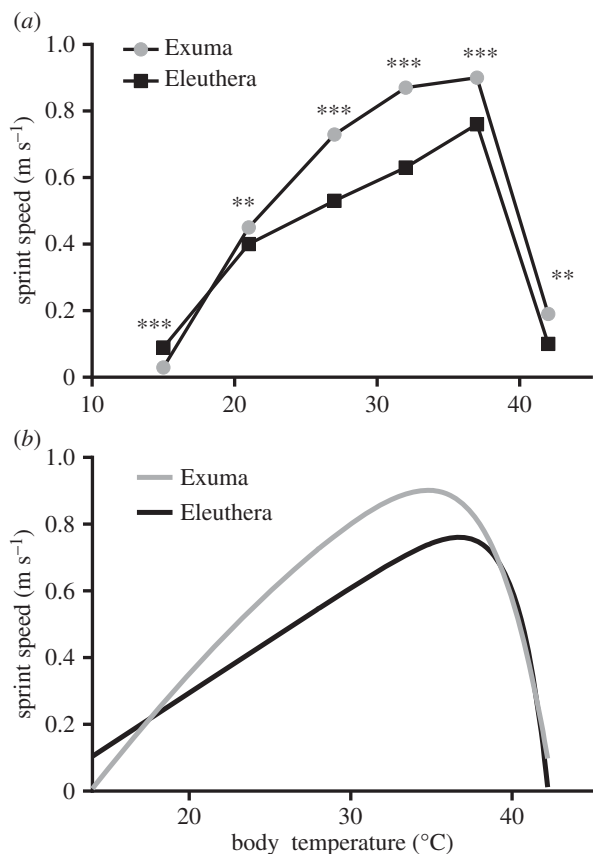 (a)
1.0
0.8
0.6
0.4
0.2
0
sprint speed (m s⁻¹)
Exuma
Eleuthera
***
**
***
***
***
**
10
20
30
40
(b)
1.0
0.8
0.6
0.4
0.2
0
sprint speed (m s⁻¹)
Exuma
Eleuthera
20
30
40
body temperature (°C)